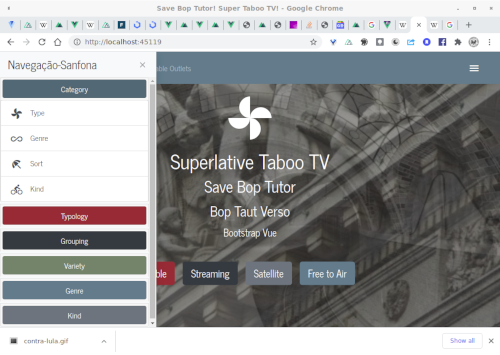 Save Bop Tutor! Super Taboo TV! - Google Chrome
http://localhost:45119
Navegação-Sanfona
×
Category
Type
Genre
Sort
Kind
Typology
Grouping
Variety
Genre
Kind
able Outlets
Superlative Taboo TV
Save Bop Tutor
Bop Taut Verso
Bootstrap Vue
ble
Streaming
Satellite
Free to Air
contra-lula.gif
Show all